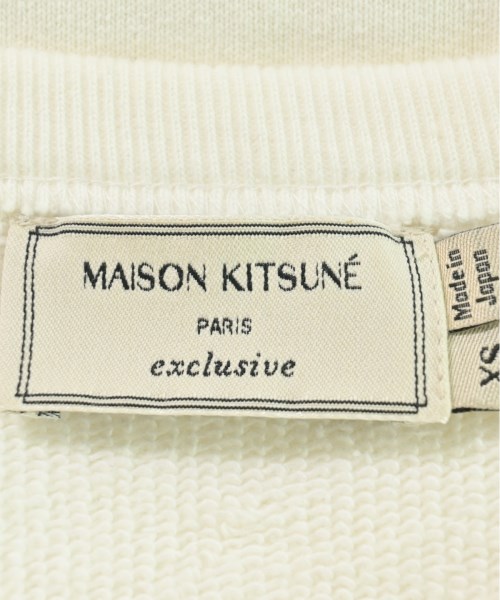 MAISON KITSUNÉ
PARIS
exclusive
Made in
Japan
XS